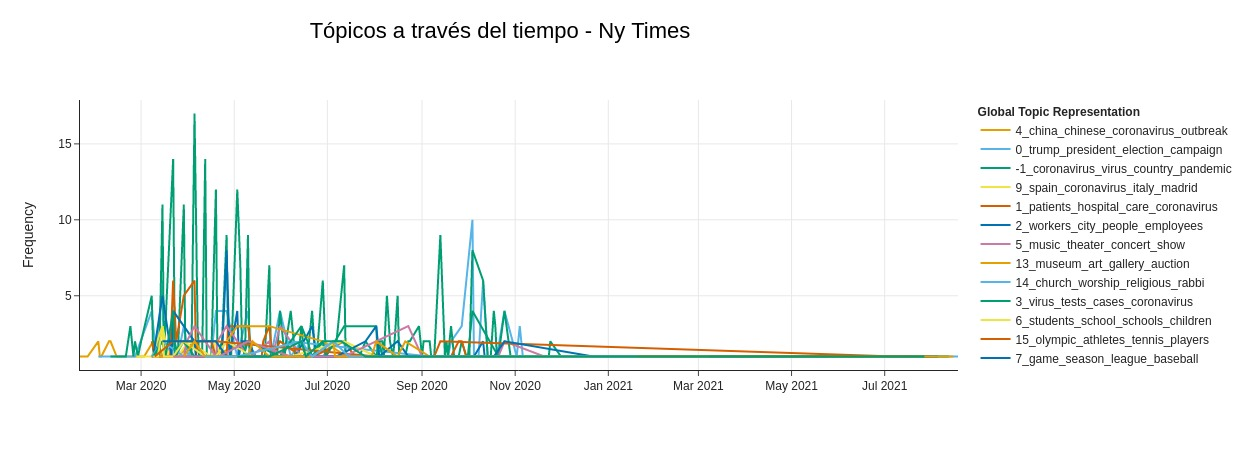 Tópicos a través del tiempo - Ny Times
Global Topic Representation
4_china_chinese_coronavirus_outbreak
0_trump_president_election_campaign
-1_coronavirus_virus_country_pandemic
9_spain_coronavirus_italy_madrid
1_patients_hospital_care_coronavirus
2_workers_city_people_employees
5_music_theater_concert_show
13_museum_art_gallery_auction
14_church_worship_religious_rabbi
3_virus_tests_cases_coronavirus
6_students_school_schools_children
15_olympic_athletes_tennis_players
7_game_season_league_baseball
Frequency
15
10
5
Mar 2020
May 2020
Jul 2020
Sep 2020
Nov 2020
Jan 2021
Mar 2021
May 2021
Jul 2021